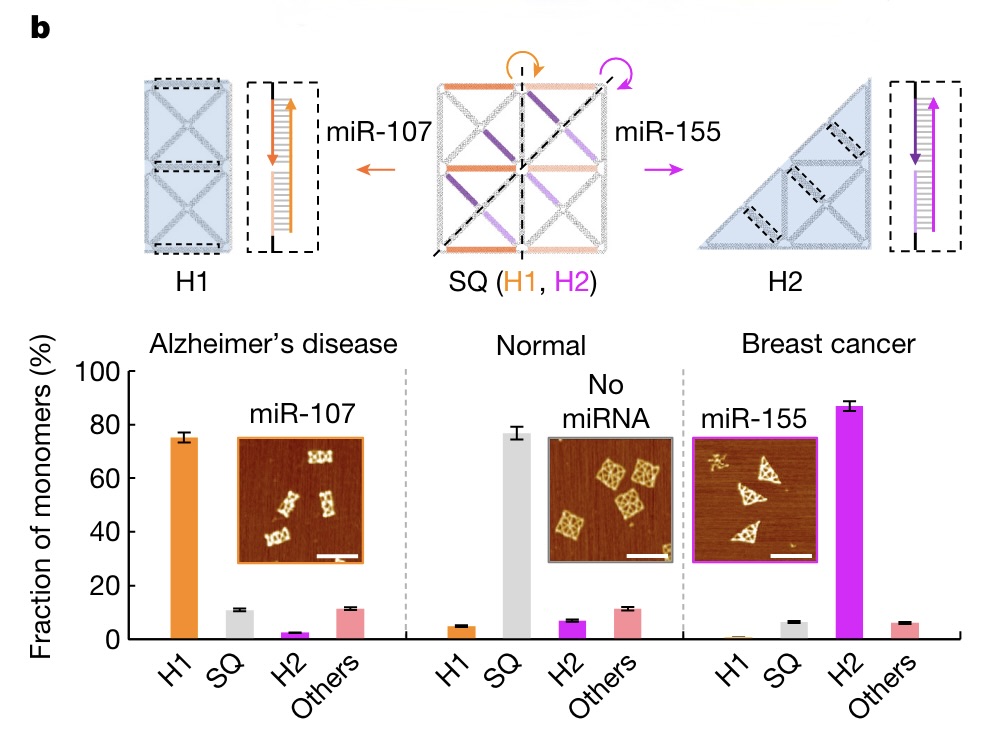 b
miR-107
miR-155
H1
SQ (H1, H2)
H2
Fraction of monomers (%)
Alzheimer’s disease
Normal
Breast cancer
100
80
60
40
20
0
miR-107
No
miRNA
miR-155
H1
SQ
H2
Others
H1
SQ
H2
Others
H1
SQ
H2
Others